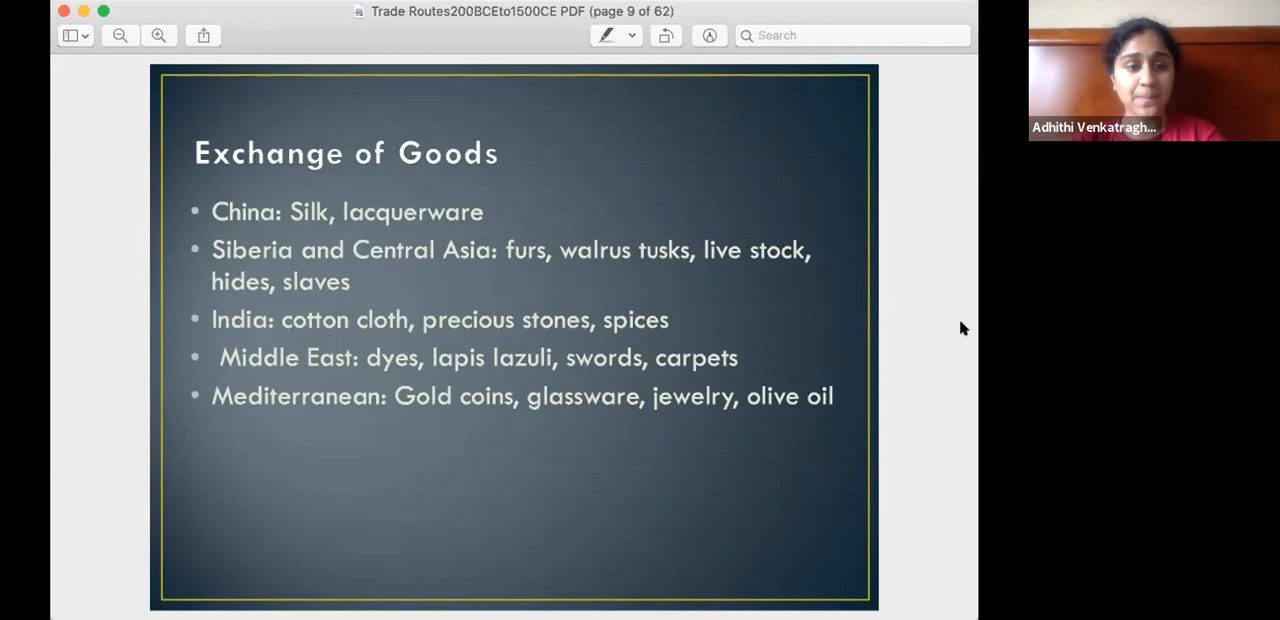 Trade Routes200BCEto1500CE PDF (page 9 of 62)
Search
Exchange of Goods
• China: Silk, lacquerware
• Siberia and Central Asia: furs, walrus tusks, live stock,
hides, slaves
• India: cotton cloth, precious stones, spices
• Middle East: dyes, lapis lazuli, swords, carpets
• Mediterranean: Gold coins, glassware, jewelry, olive oil
Adhithi Venkatragh...